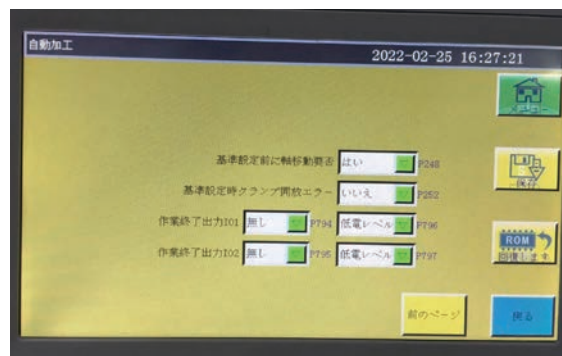 自動加工
2022-02-25 16:27:21
メニュー
基準設定前に軸移動要否 はい P248
基準設定時クランプ開放エラー いいえ P252
保存
作業終了出力IO1 無し P794 低電レベル P796
作業終了出力IO2 無し P795 低電レベル P797
ROM
回復します
前のページ
戻る